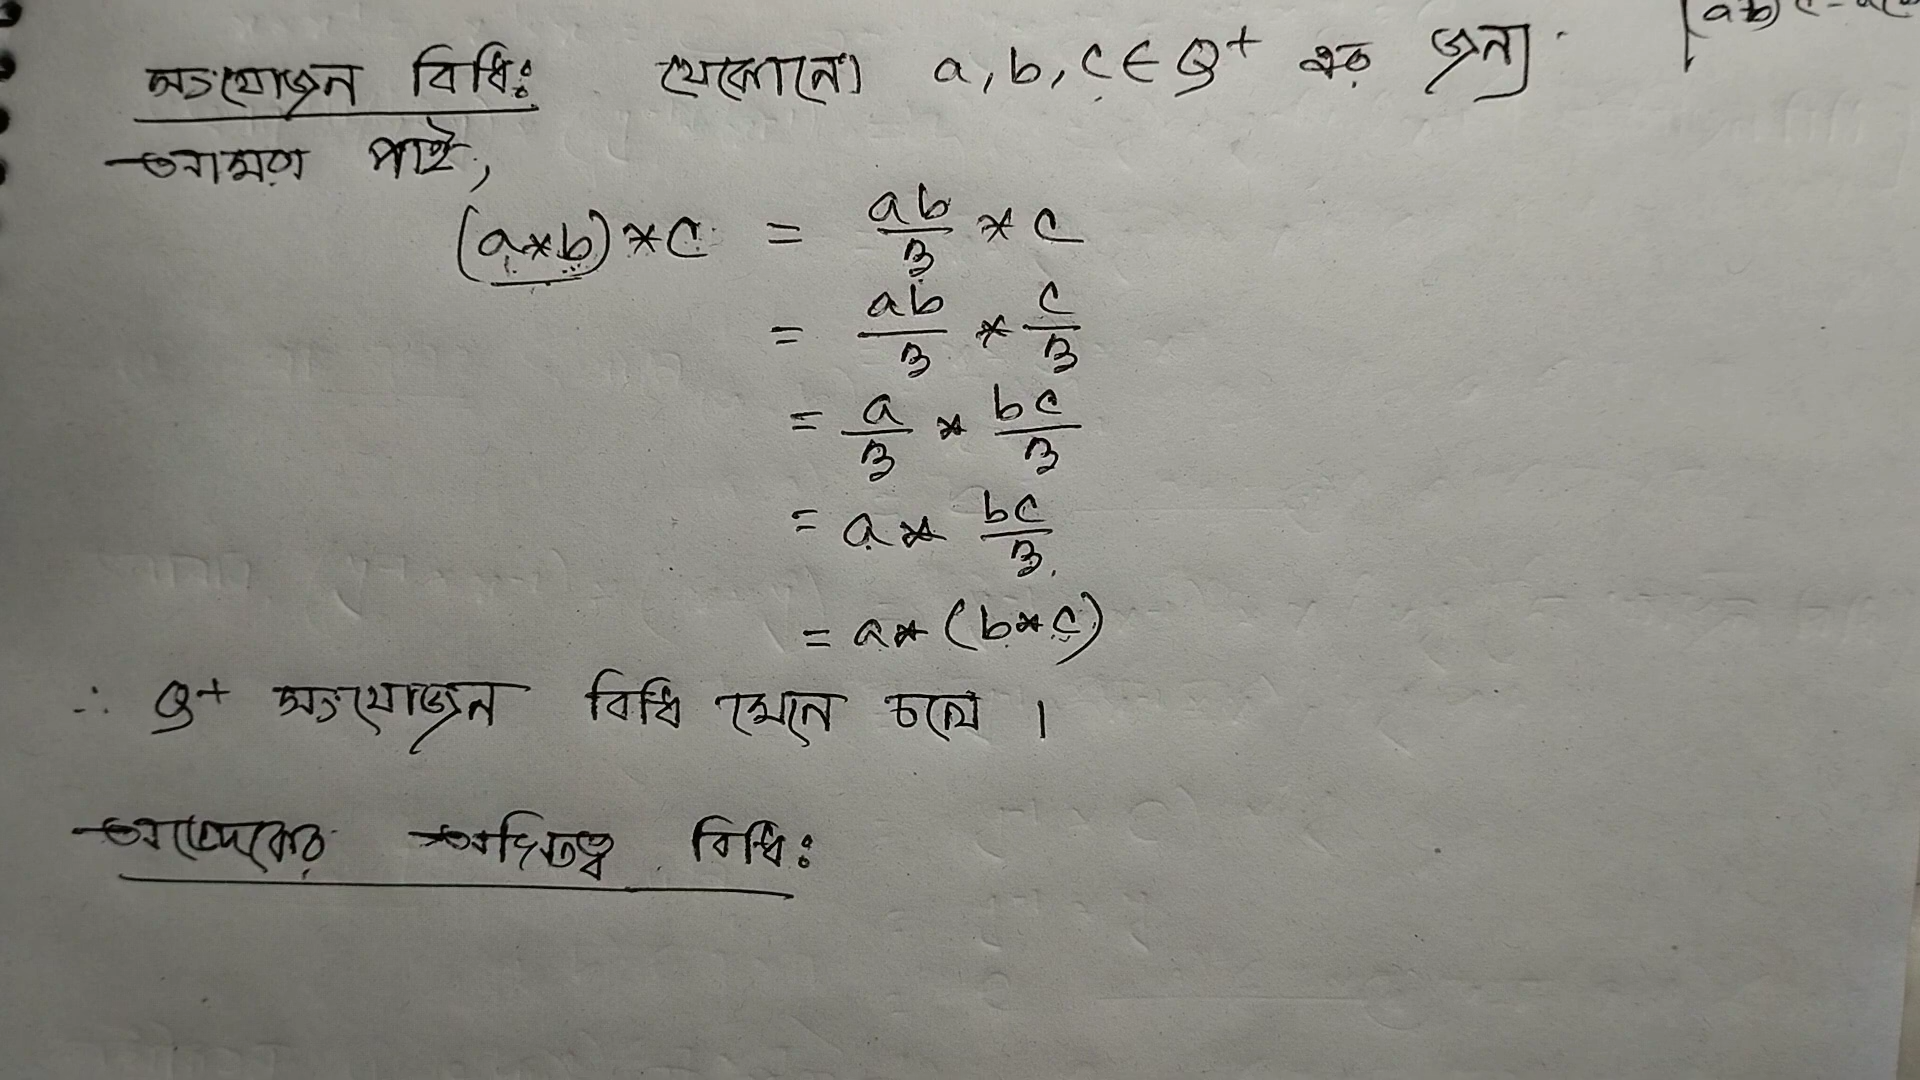 সংযোজন বিধিঃ যেকোনো a, b, c ∈ Q⁺ এর জন্য
আমরা পাই,
(a*b)*c = ab/3 * c
= ab/3 * c/3
= a/3 * bc/3
= a * bc/3
= a* (b*c)
∴ Q⁺ সংযোজন বিধি মেনে চলে ।
অভেদকের অস্তিত্ব বিধিঃ